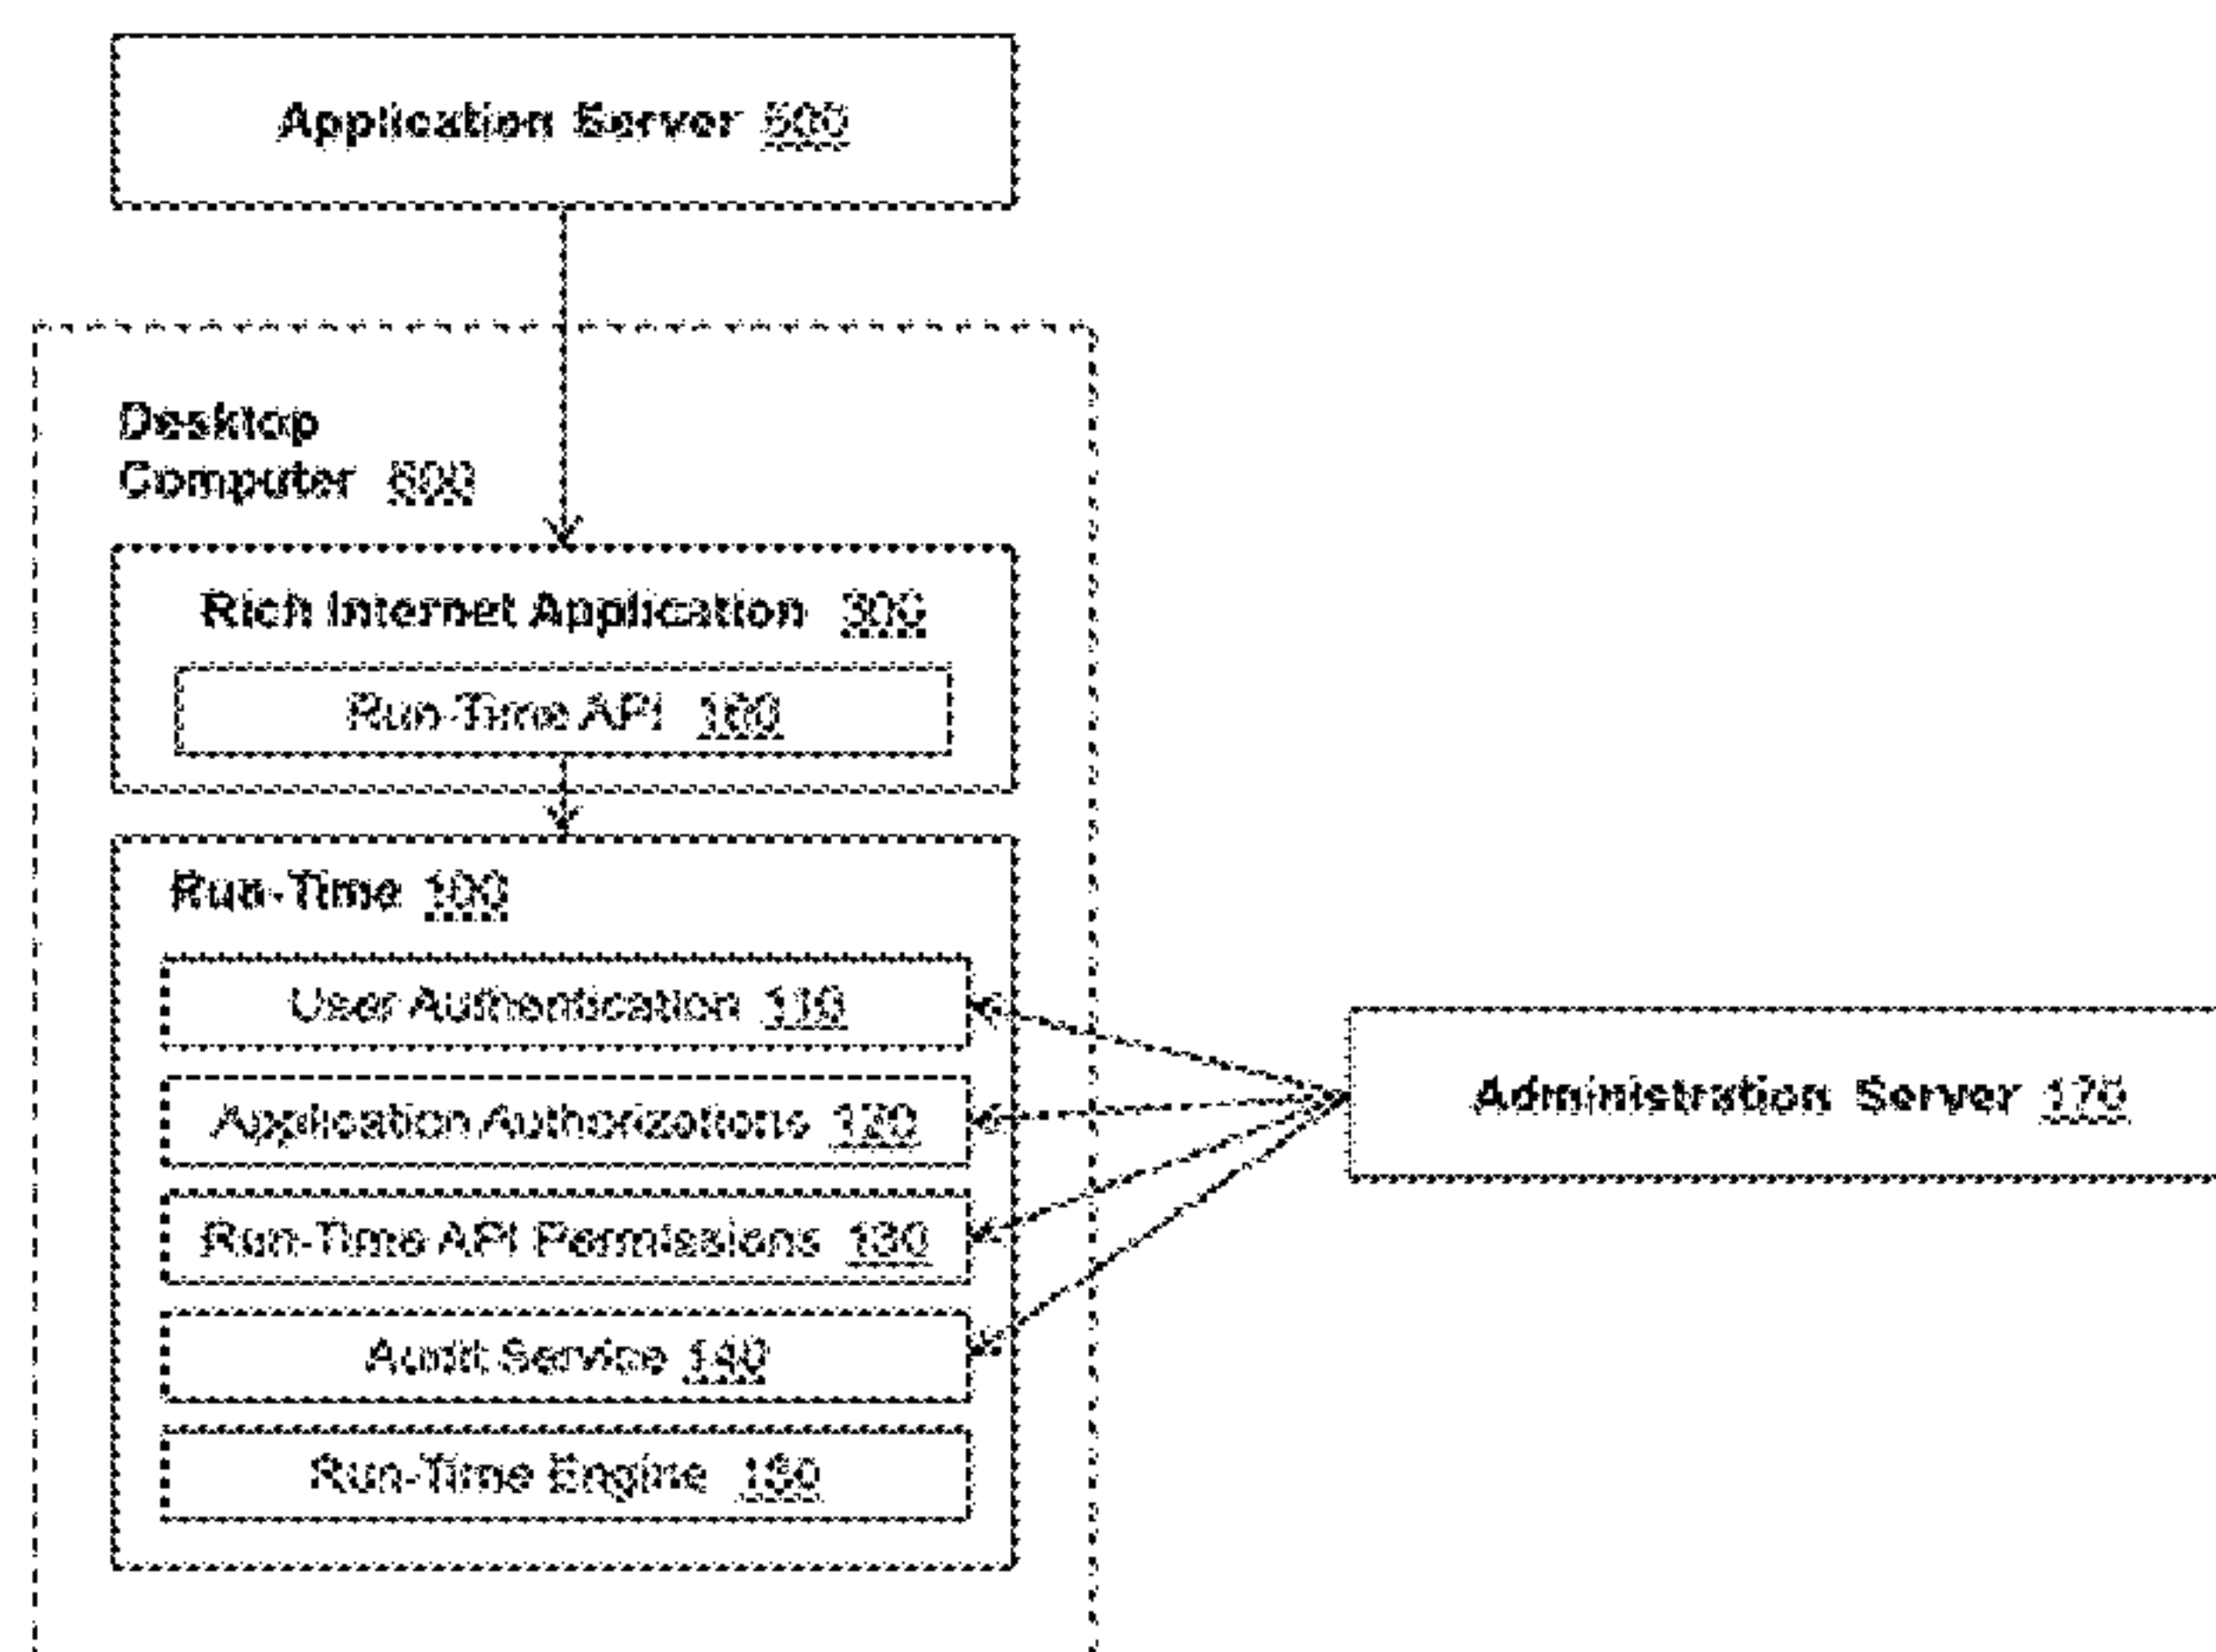 Application Server 500
Desktop
Computer 600
Rich Internet Application 300
Run-Time API 160
Run-Time 100
User Authentication 110
Application Authorizations 120
Run-Time API Permissions 130
Audit Service 140
Run-Time Engine 150
Administration Server 170